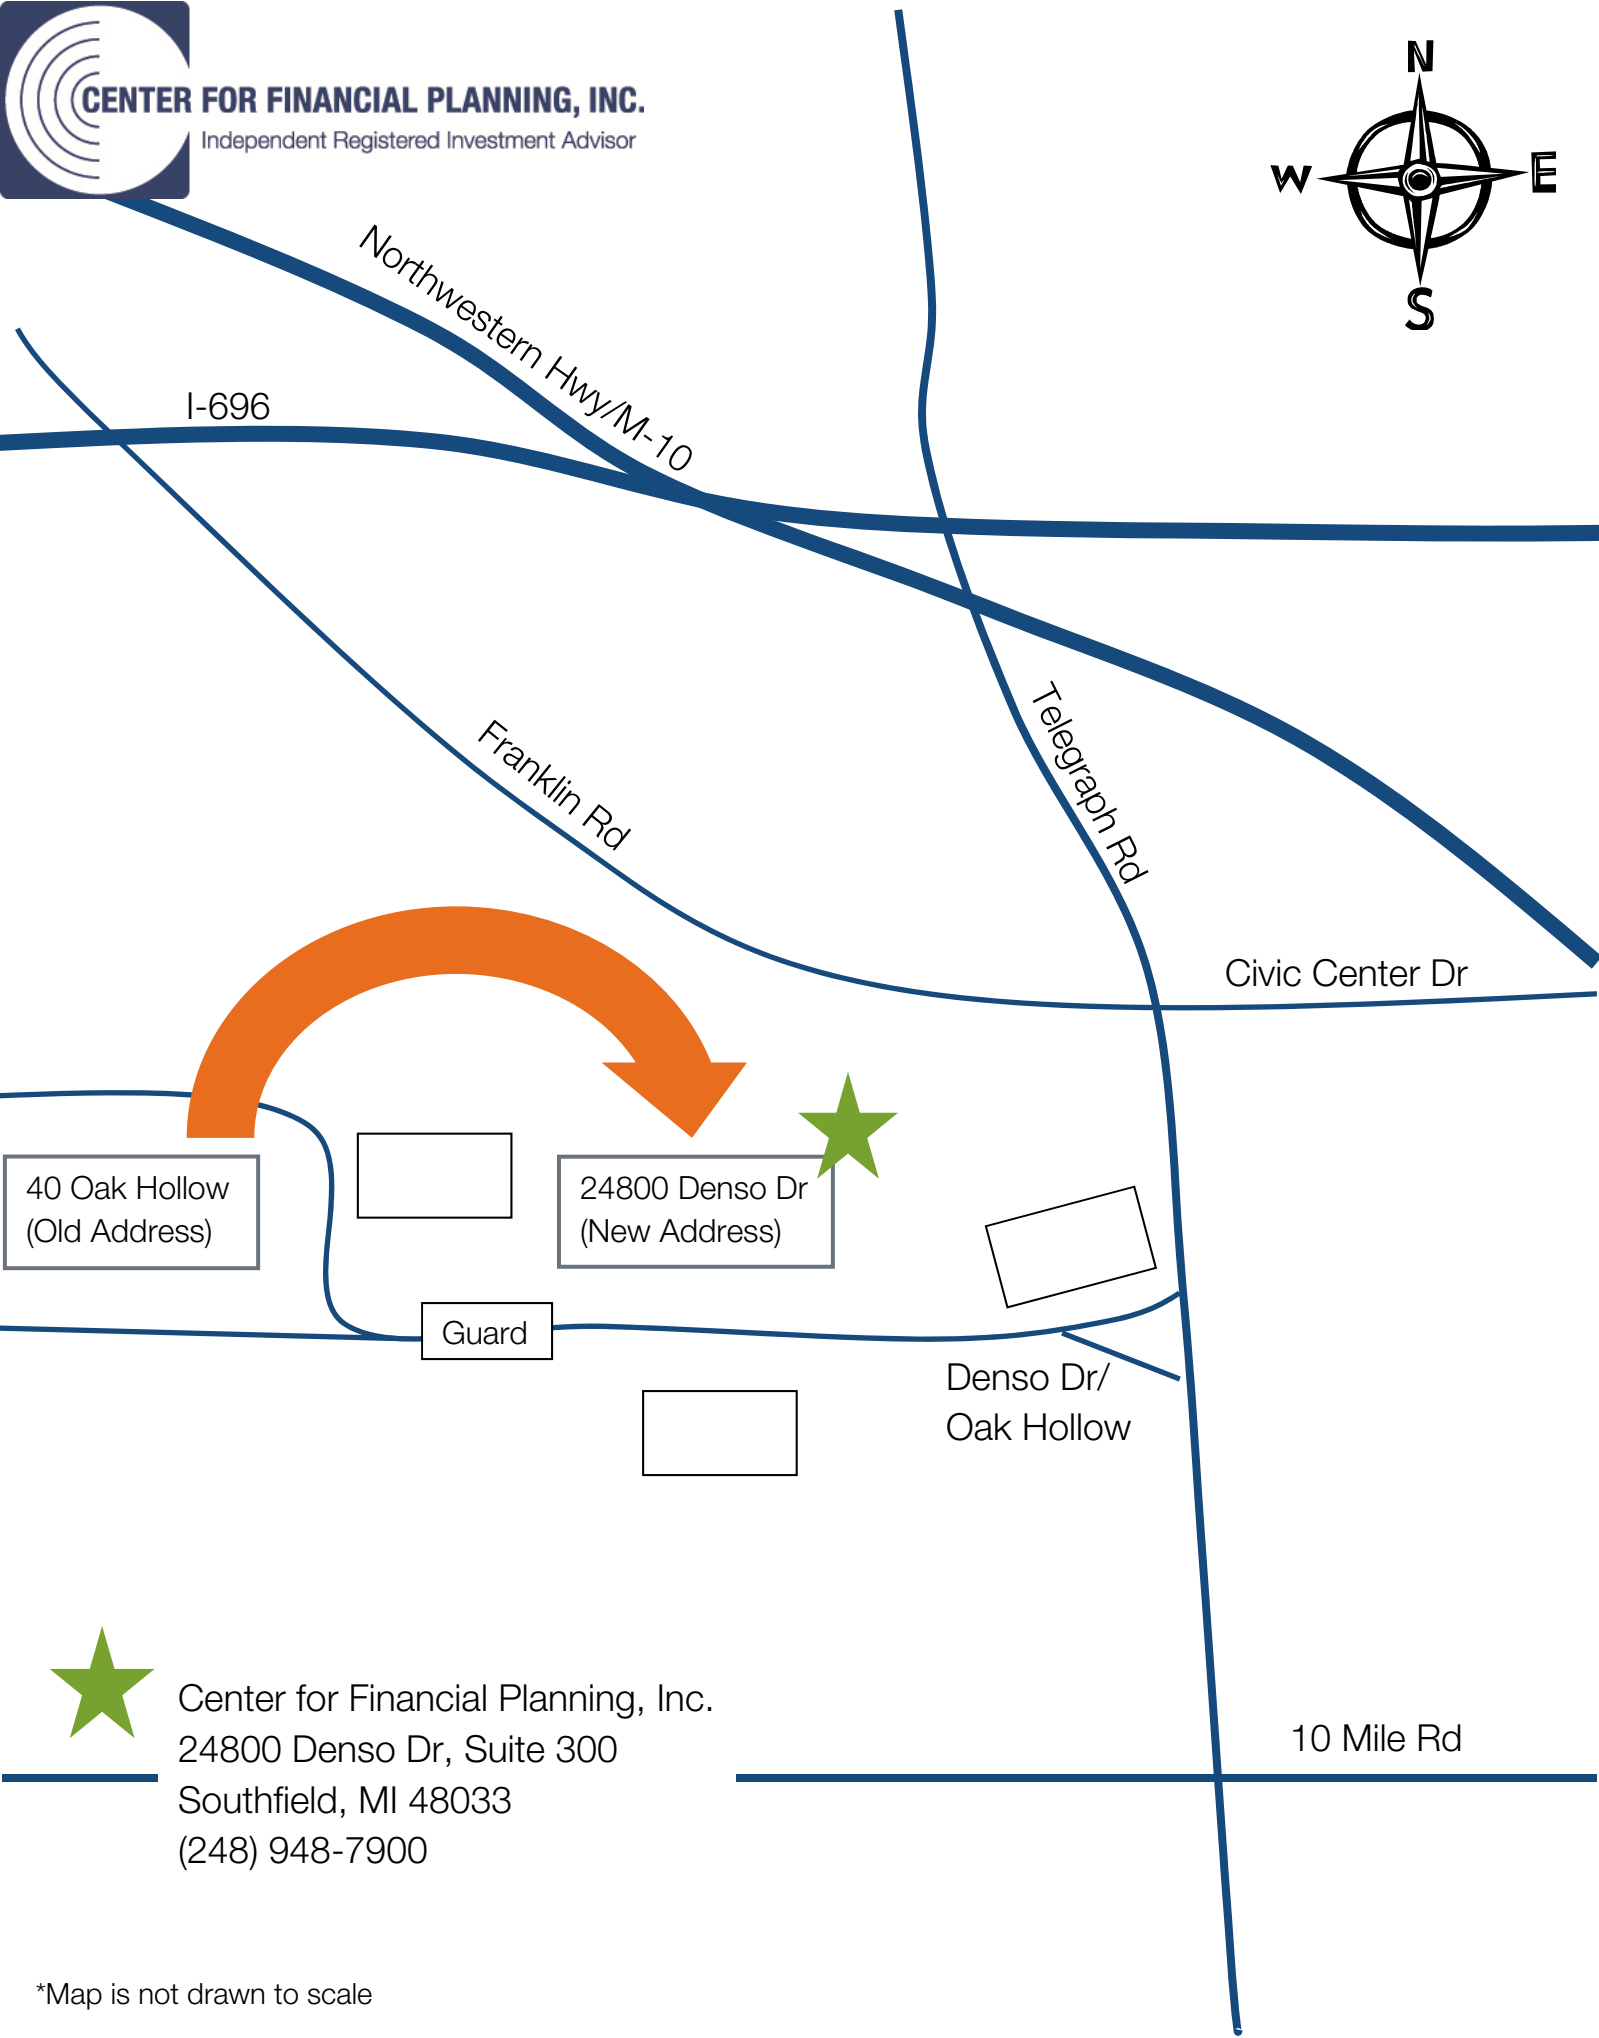 CENTER FOR FINANCIAL PLANNING, INC.
Independent Registered Investment Advisor
N
W
E
S
Northwestern Hwy/M-10
I-696
Franklin Rd
Telegraph Rd
Civic Center Dr
40 Oak Hollow
(Old Address)
24800 Denso Dr
(New Address)
Guard
Denso Dr/
Oak Hollow
Center for Financial Planning, Inc.
24800 Denso Dr, Suite 300
Southfield, MI 48033
(248) 948-7900
10 Mile Rd
*Map is not drawn to scale